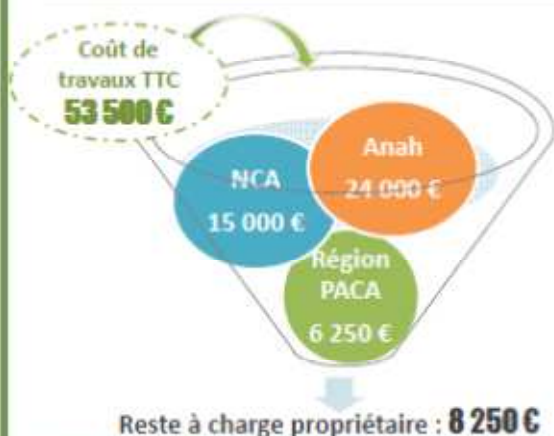 Coût de
travaux TTC
53 500 €
Anah
24 000 €
NCA
15 000 €
Région
PACA
6 250 €
Reste à charge propriétaire : 8 250 €